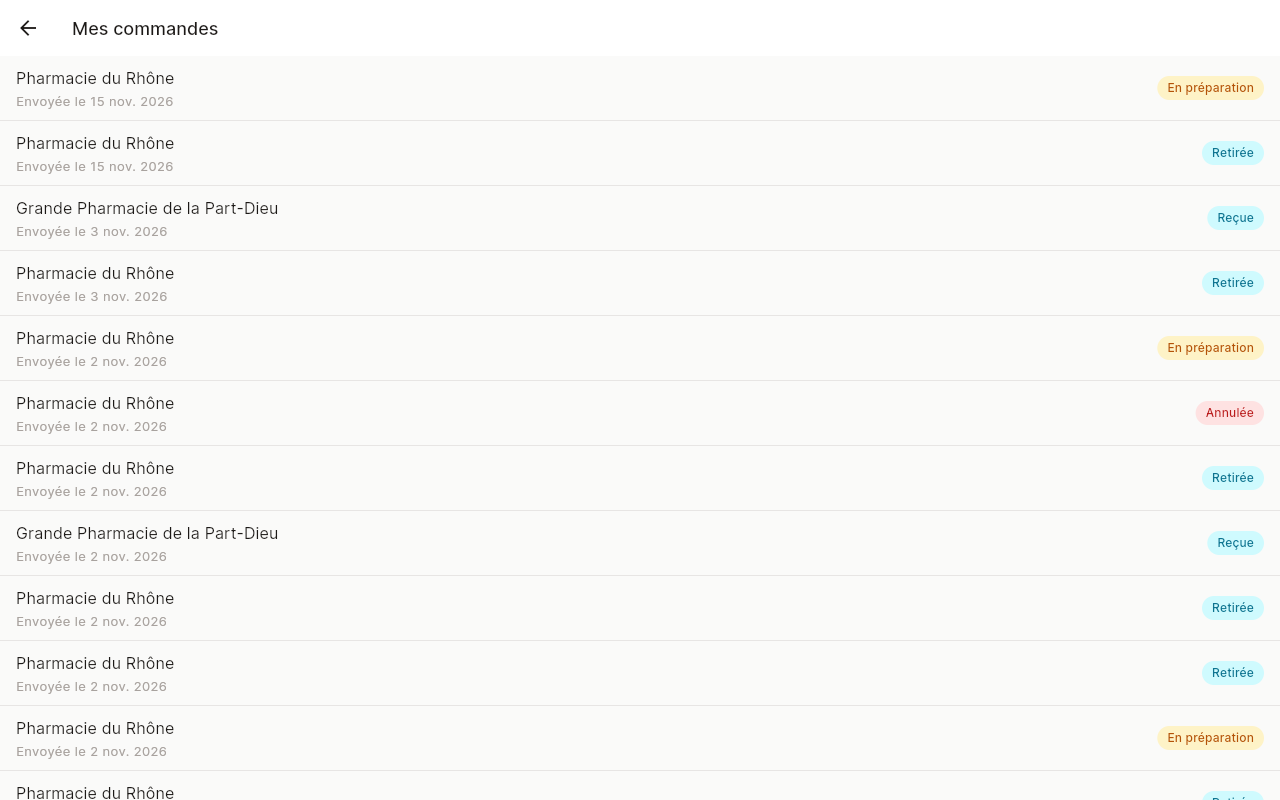 Mes commandes
Pharmacie du Rhône
Envoyée le 15 nov. 2026
En préparation
Pharmacie du Rhône
Envoyée le 15 nov. 2026
Retirée
Grande Pharmacie de la Part-Dieu
Envoyée le 3 nov. 2026
Reçue
Pharmacie du Rhône
Envoyée le 3 nov. 2026
Retirée
Pharmacie du Rhône
Envoyée le 2 nov. 2026
En préparation
Pharmacie du Rhône
Envoyée le 2 nov. 2026
Annulée
Pharmacie du Rhône
Envoyée le 2 nov. 2026
Retirée
Grande Pharmacie de la Part-Dieu
Envoyée le 2 nov. 2026
Reçue
Pharmacie du Rhône
Envoyée le 2 nov. 2026
Retirée
Pharmacie du Rhône
Envoyée le 2 nov. 2026
Retirée
Pharmacie du Rhône
Envoyée le 2 nov. 2026
En préparation
Pharmacie du Rhône